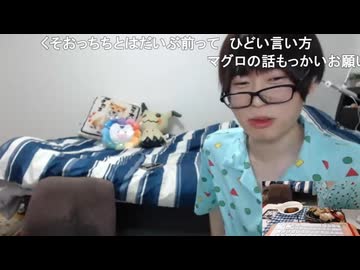 くそおっちちとはだいぶ前って
ひどい言い方
マグロの話もっかいお願い